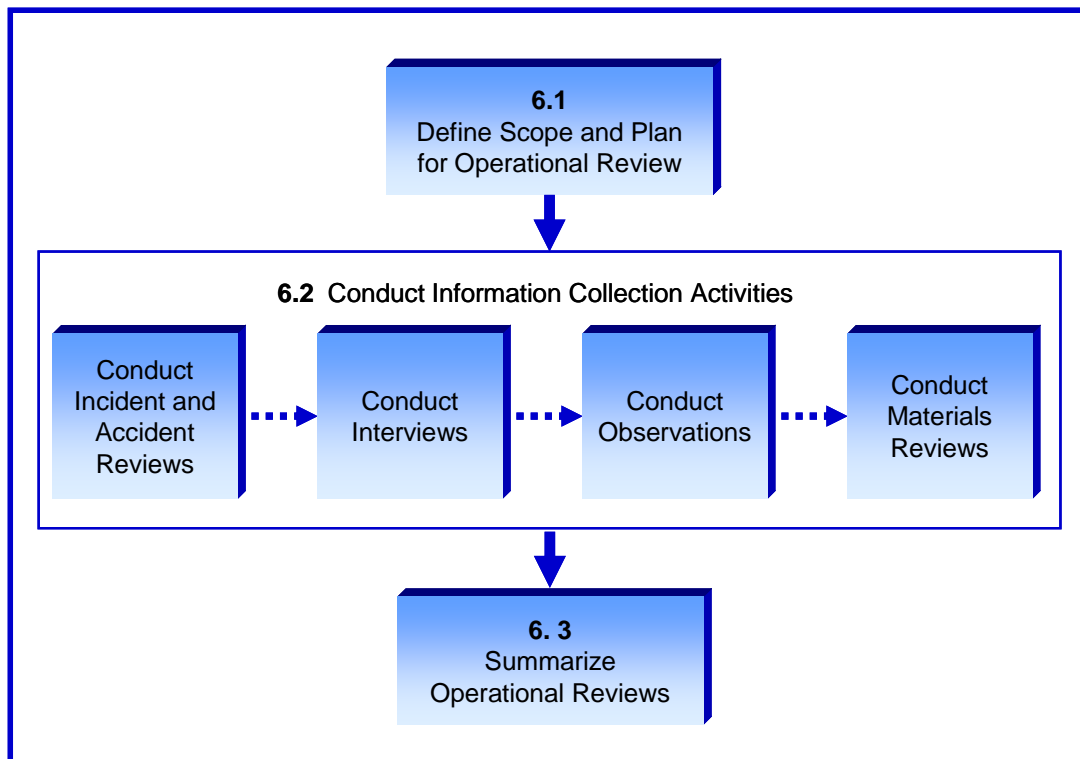 6.1
Define Scope and Plan
for Operational Review
6.2 Conduct Information Collection Activities
Conduct
Incident and
Accident
Reviews
Conduct
Interviews
Conduct
Observations
Conduct
Materials
Reviews
6. 3
Summarize
Operational Reviews